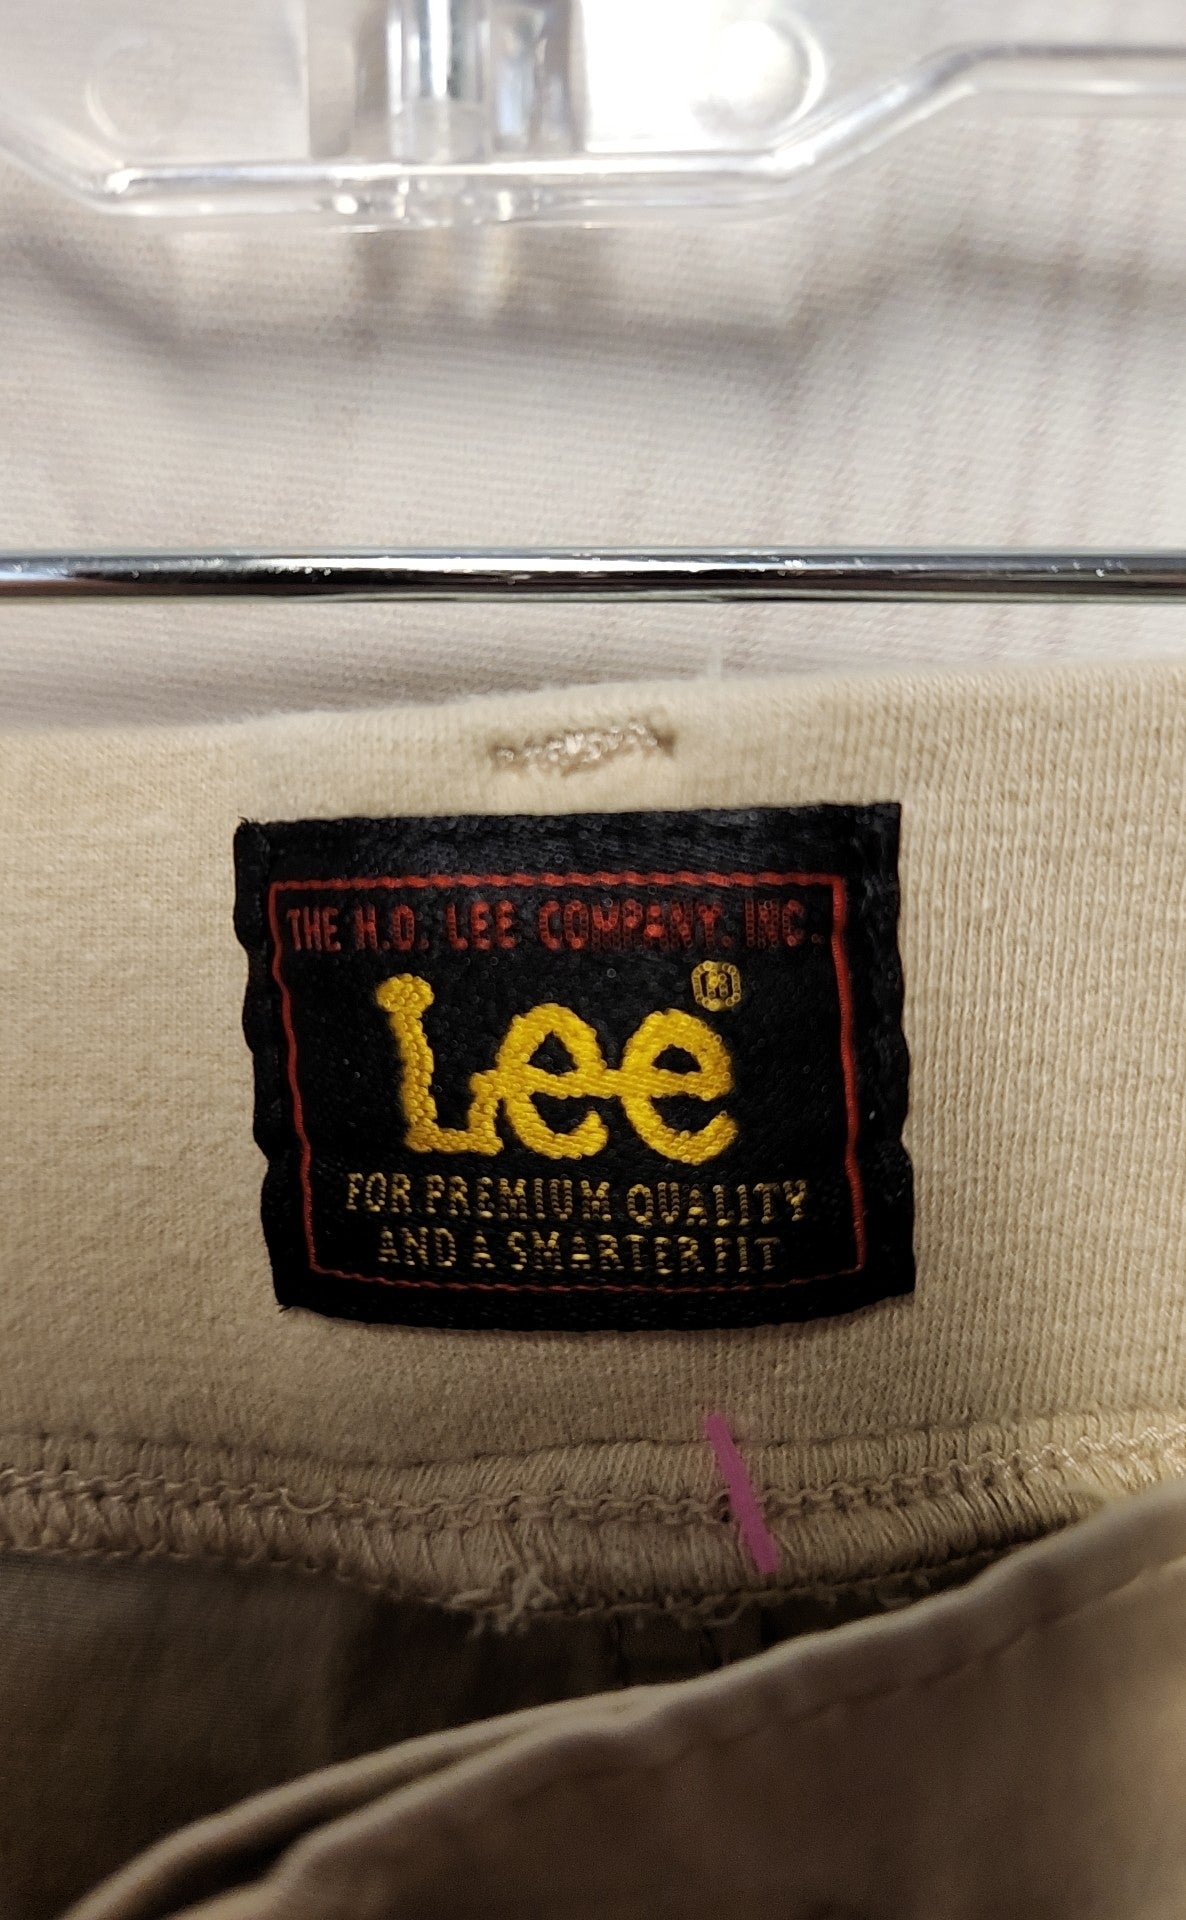 THE H.D. LEE COMPANY. INC.
Lee®
FOR PREMIUM QUALITY
AND A SMARTER FIT